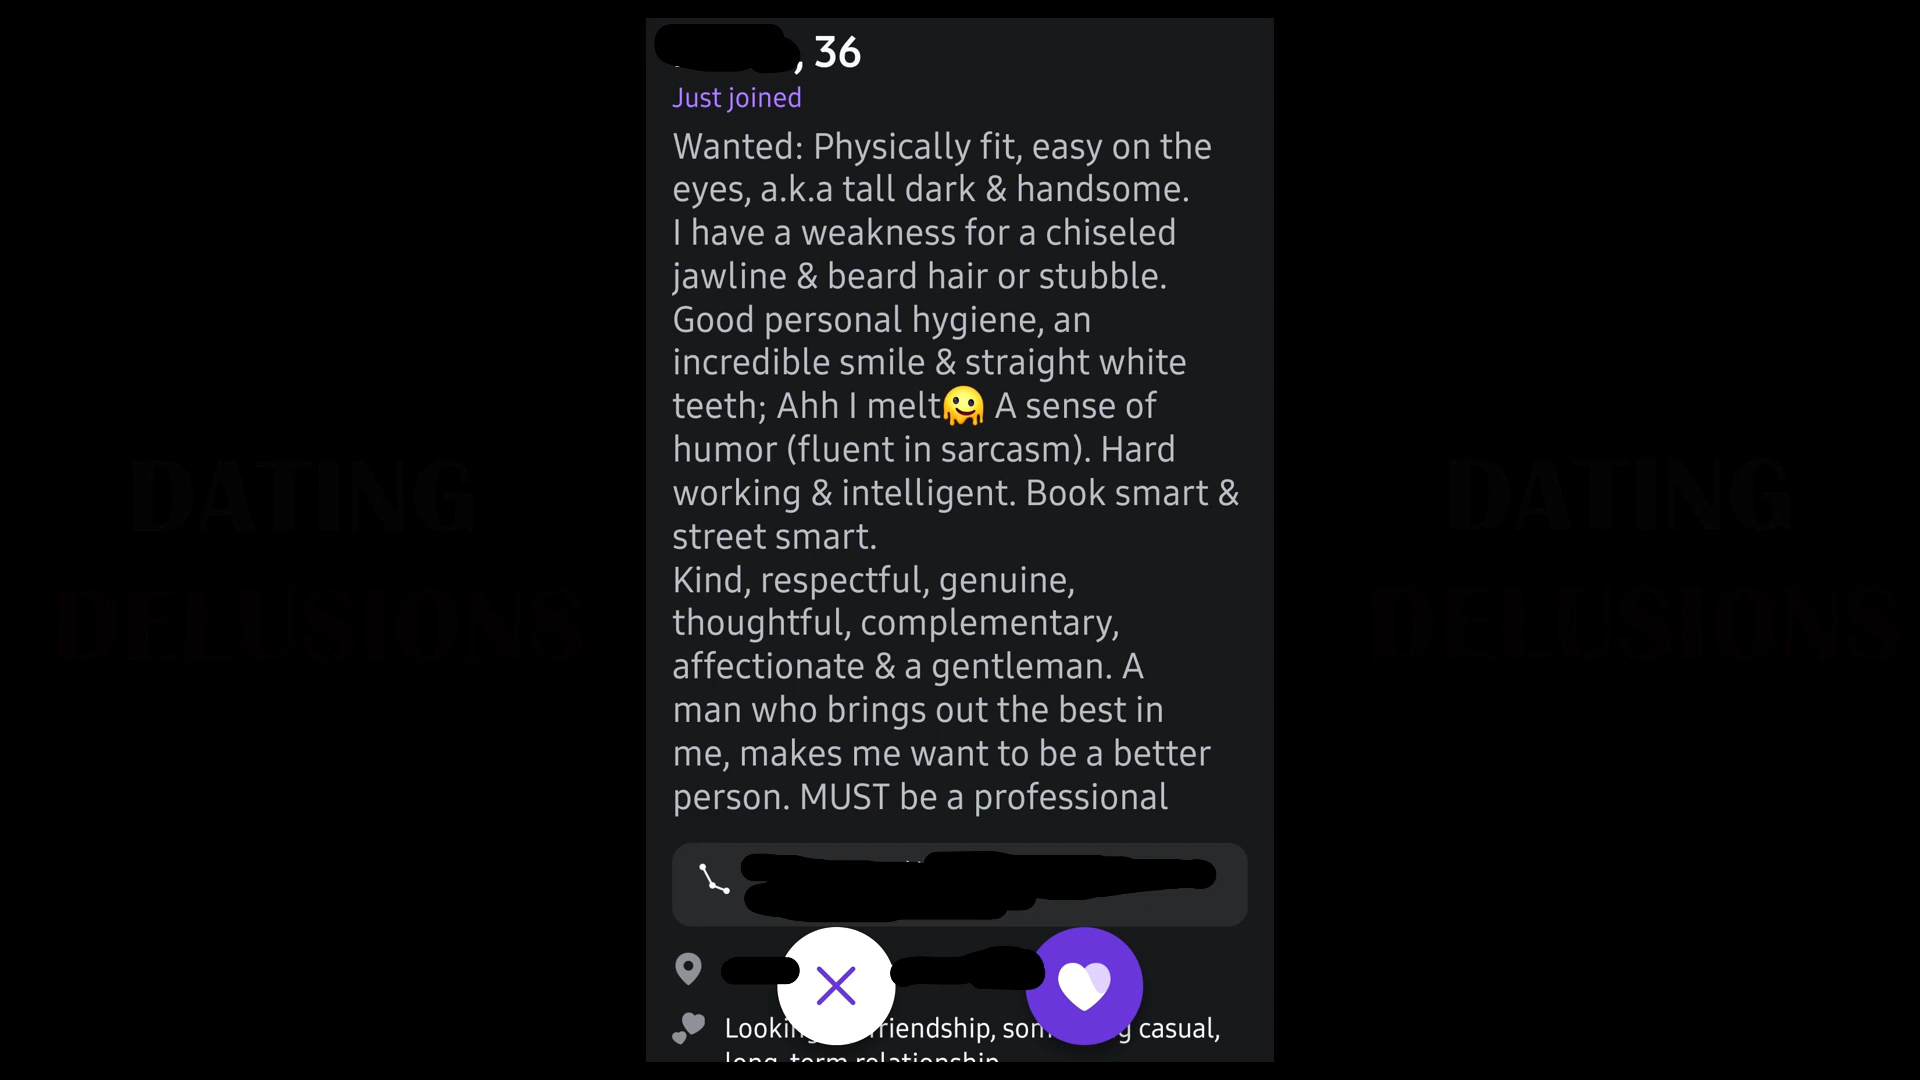 , 36
Just joined
Wanted: Physically fit, easy on the
eyes, a.k.a tall dark & handsome.
I have a weakness for a chiseled
jawline & beard hair or stubble.
Good personal hygiene, an
incredible smile & straight white
teeth; Ahh I melt🫠 A sense of
humor (fluent in sarcasm). Hard
working & intelligent. Book smart &
street smart.
Kind, respectful, genuine,
thoughtful, complementary,
affectionate & a gentleman. A
man who brings out the best in
me, makes me want to be a better
person. MUST be a professional
casual,
long-term relationship
DATING
DELUSIONS
DATING
DELUSIONS